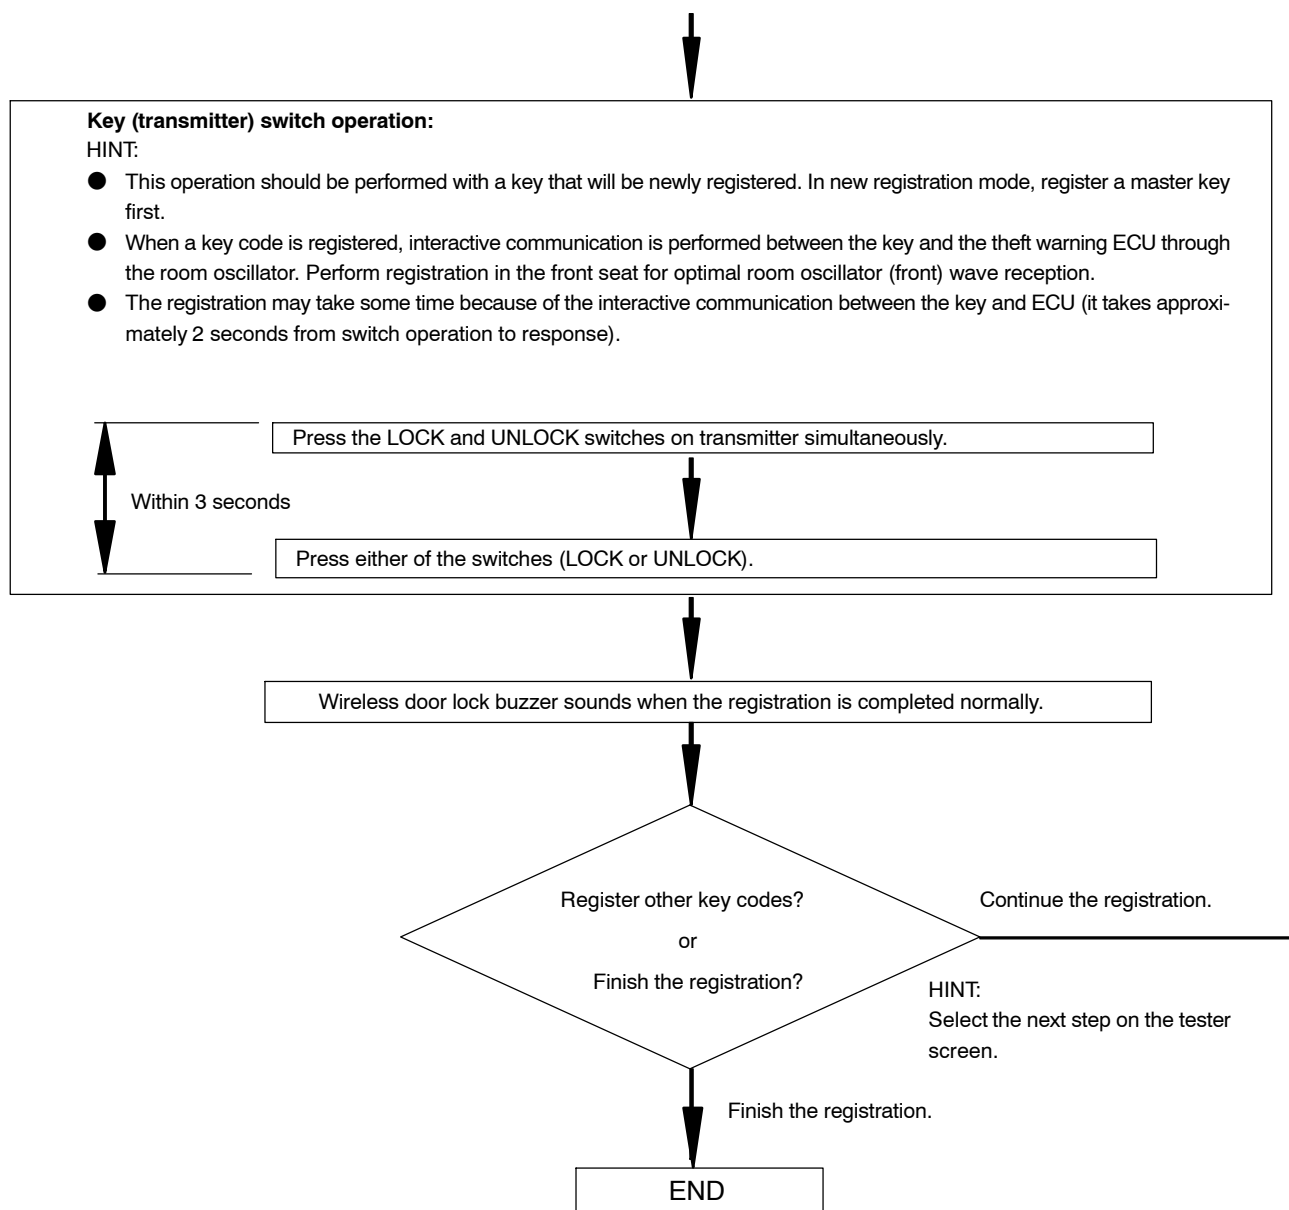 Key (transmitter) switch operation:
HINT:
● This operation should be performed with a key that will be newly registered. In new registration mode, register a master key
first.
● When a key code is registered, interactive communication is performed between the key and the theft warning ECU through
the room oscillator. Perform registration in the front seat for optimal room oscillator (front) wave reception.
● The registration may take some time because of the interactive communication between the key and ECU (it takes approxi-
mately 2 seconds from switch operation to response).
Press the LOCK and UNLOCK switches on transmitter simultaneously.
Within 3 seconds
Press either of the switches (LOCK or UNLOCK).
Wireless door lock buzzer sounds when the registration is completed normally.
Register other key codes?
or
Finish the registration?
Continue the registration.
HINT:
Select the next step on the tester
screen.
Finish the registration.
END